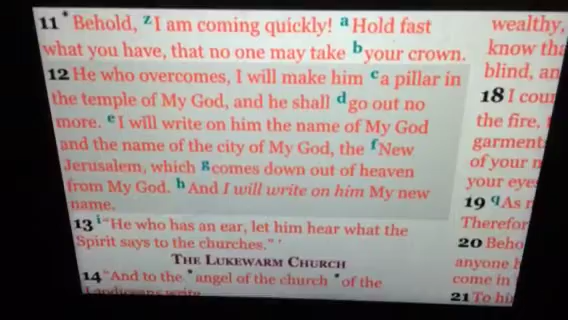 11 * Behold, z I am coming quickly! a Hold fast
what you have, that no one may take b your crown.
12 He who overcomes, I will make him c a pillar in
the temple of My God, and he shall d go out no
more. e I will write on him the name of My God
and the name of the city of My God, the f New
Jerusalem, which g comes down out of heaven
from My God. h And I will write on him My new
name.
13 i "He who has an ear, let him hear what the
Spirit says to the churches." '
THE LUKEWARM CHURCH
14 "And to the * angel of the church * of the
Laodiceans write,
wealthy,
know
blind,
18 I
the fire,
garment
of your
your eyes
19 q As
Therefor
20 Beho
anyone
come in
21 To